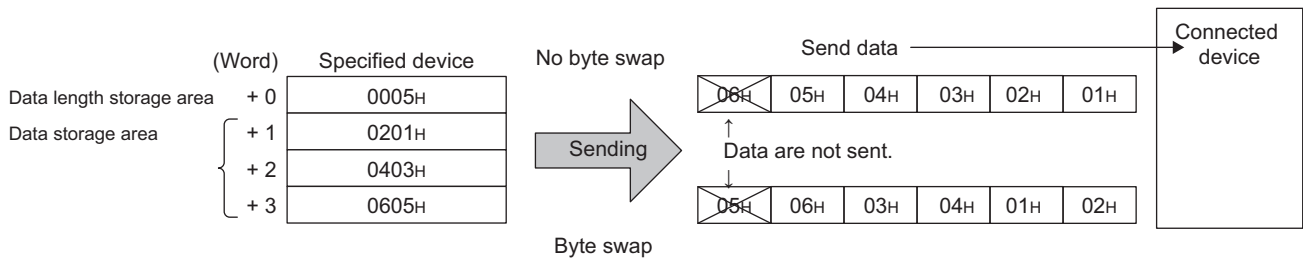 Connected
device
Send data
(Word) Specified device No byte swap
Data length storage area + 0 0005H
06H 05H 04H 03H 02H 01H
Data storage area + 1 0201H
Sending
↑
Data are not sent.
↓
+ 2 0403H
+ 3 0605H
05H 06H 03H 04H 01H 02H
Byte swap